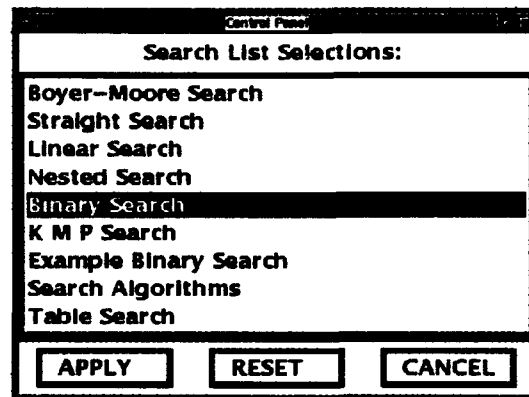 Control Panel
Search List Selections:
Boyer-Moore Search
Straight Search
Linear Search
Nested Search
Binary Search
K M P Search
Example Binary Search
Search Algorithms
Table Search
APPLY RESET CANCEL